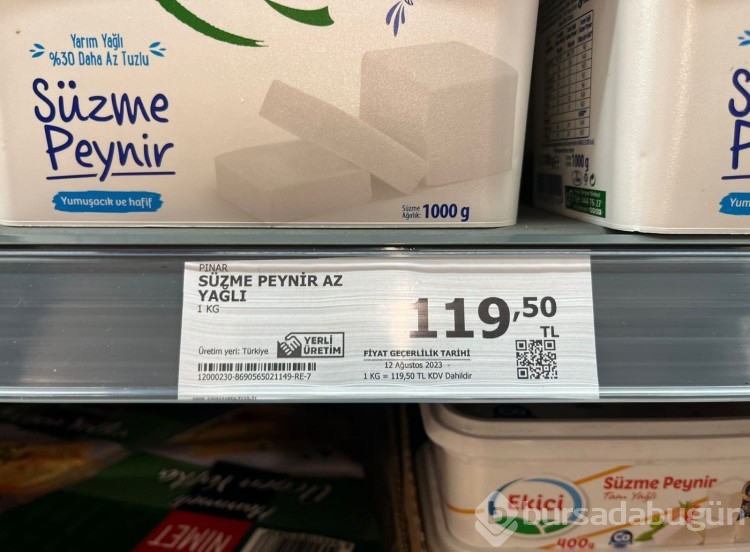 Yarım Yağlı
%30 Daha Az Tuzlu
Süzme
Peynir
Yumuşacık ve hafif
Süzme
Ağırlık: 1000 g
1000 g
PINAR
SÜZME PEYNİR AZ
YAĞLI
1 KG
119,50
TL
Üretim yeri: Türkiye
YERLİ
ÜRETİM
FİYAT GEÇERLİLİK TARİHİ
12 Ağustos 2023 -
1 KG = 119,50 TL KDV Dahildir
12000230-8690565021149-RE-7
Ekici
Süzme Peynir
Tam Yağlı
400g
NIMET
bursadabugün